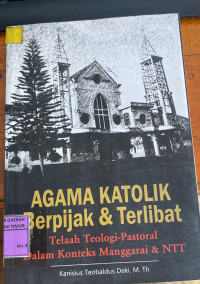 AGAMA KATOLIK
Berpijak & Terlibat
Telaah Teologi-Pastoral
Dalam Konteks Manggarai & NTT
Kanisius Teobaldus Deki, M. Th